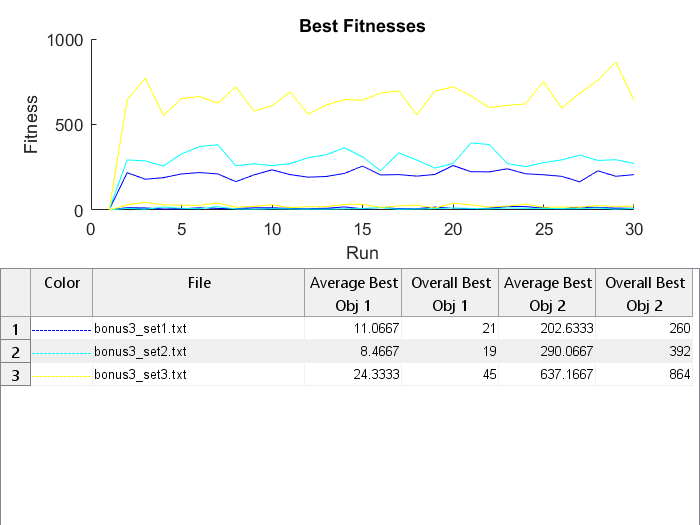 Best Fitnesses
1000
500
0
Fitness
0 5 10 15 20 25 30
Run
Color File Average Best Obj 1 Overall Best Obj 1 Average Best Obj 2 Overall Best Obj 2
1 bonus3_set1.txt 11.0667 21 202.6333 260
2 bonus3_set2.txt 8.4667 19 290.0667 392
3 bonus3_set3.txt 24.3333 45 637.1667 864